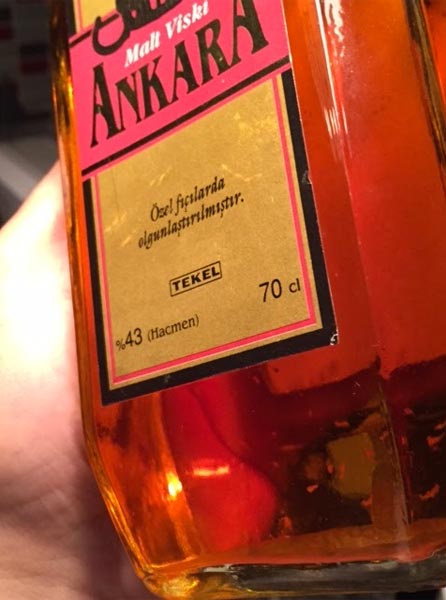 Malt Viski
ANKARA
Özel fıçılarda
olgunlaştırılmıştır.
TEKEL
70 cl
%43 (Hacmen)